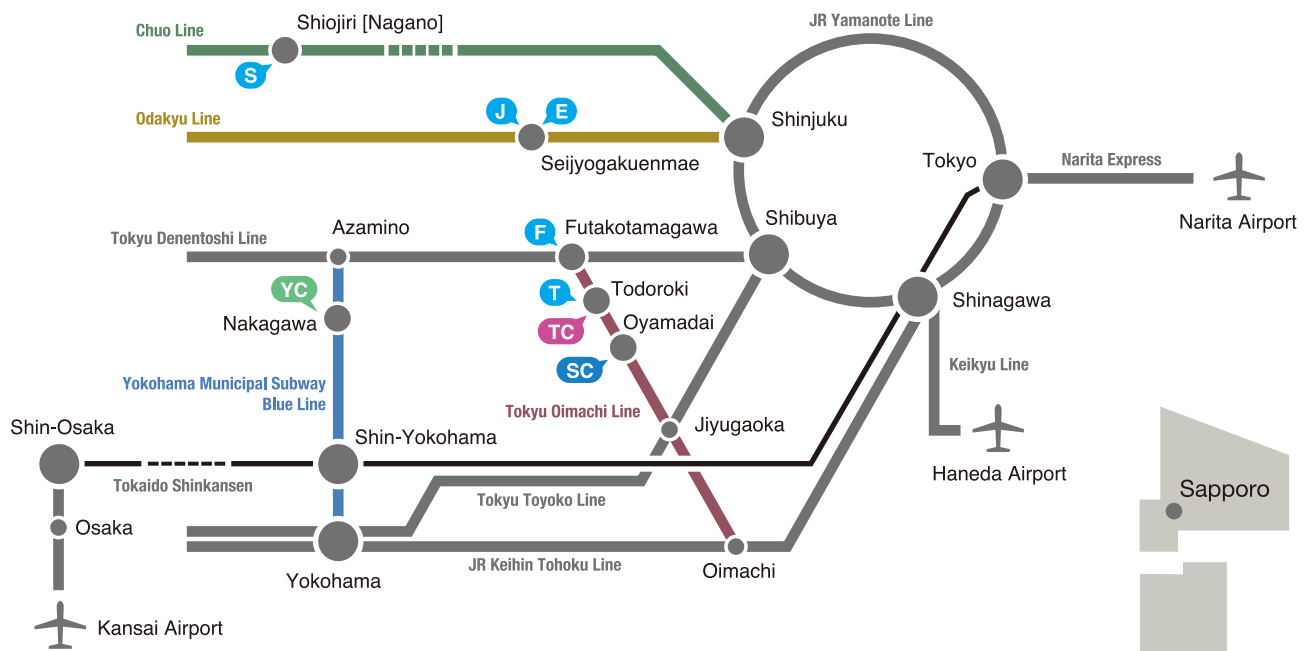 JR Yamanote Line
Chuo Line
Shiojiri [Nagano]
S
Odakyu Line
J
E
Seijyogakuenmae
Shinjuku
Tokyo
Narita Express
Narita Airport
Tokyu Denentoshi Line
Azamino
F
Futakotamagawa
Shibuya
YC
Nakagawa
T
Todoroki
TC
Oyamadai
SC
Shinagawa
Keikyu Line
Haneda Airport
Yokohama Municipal Subway
Blue Line
Tokyu Oimachi Line
Jiyugaoka
Shin-Osaka
Shin-Yokohama
Tokaido Shinkansen
Tokyu Toyoko Line
Osaka
Yokohama
JR Keihin Tohoku Line
Oimachi
Kansai Airport
Sapporo